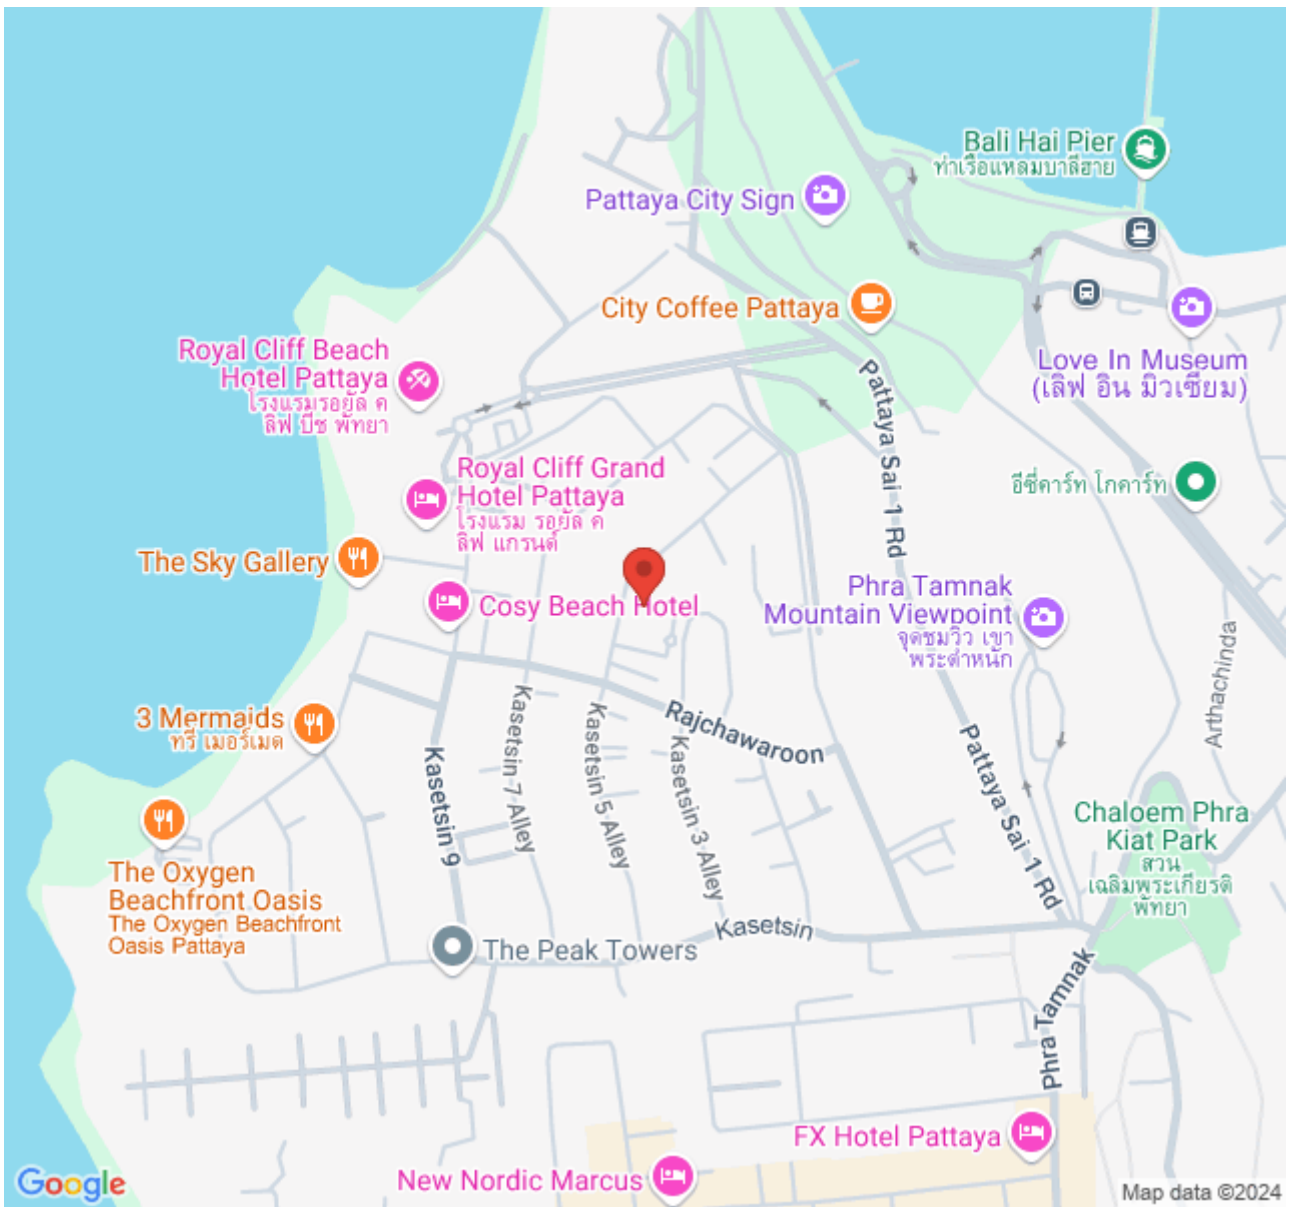 Bali Hai Pier
ท่าเรือแหลมบาลีฮาย
Pattaya City Sign
City Coffee Pattaya
Love In Museum
(เลิฟ อิน มิวเซียม)
Royal Cliff Beach
Hotel Pattaya
โรงแรมรอยัล ค
ลิฟ บีช พัทยา
Pattaya Sai 1 Rd
Royal Cliff Grand
Hotel Pattaya
โรงแรม รอยัล ค
ลิฟ แกรนด์
อีซี่คาร์ท โกคาร์ท
The Sky Gallery
Cosy Beach Hotel
Phra Tamnak
Mountain Viewpoint
จุดชมวิว เขา
พระตำหนัก
Arthachinda
3 Mermaids
ทรี เมอร์เมด
Rajchawaroon
Kasetsin 9
Kasetsin 7 Alley
Kasetsin 5 Alley
Kasetsin 3 Alley
Pattaya Sai 1 Rd
Chaloem Phra
Kiat Park
สวน
เฉลิมพระเกียรติ
พัทยา
The Oxygen
Beachfront Oasis
The Oxygen Beachfront
Oasis Pattaya
Kasetsin
The Peak Towers
Phra Tamnak
FX Hotel Pattaya
New Nordic Marcus
Google
Map data ©2024